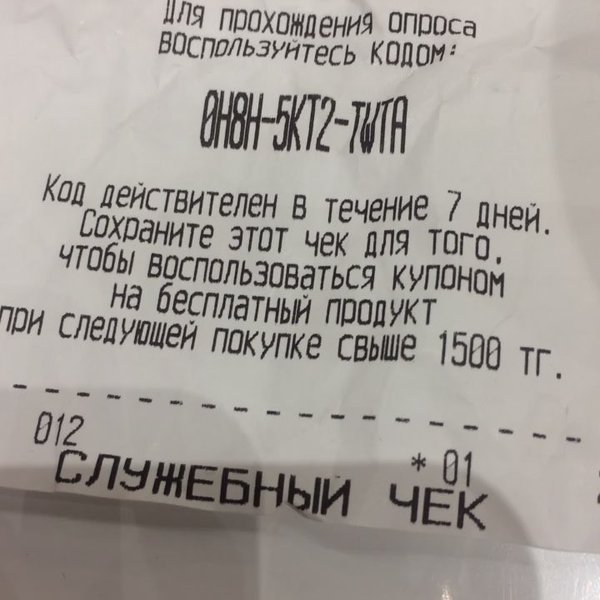 Для прохождения опроса
воспользуйтесь кодом:
0H8H-5KT2-TWTA
Код действителен в течение 7 дней.
Сохраните этот чек для того,
чтобы воспользоваться купоном
на бесплатный продукт
при следующей покупке свыше 1500 тг.
012
* 01
СЛУЖЕБНЫЙ ЧЕК